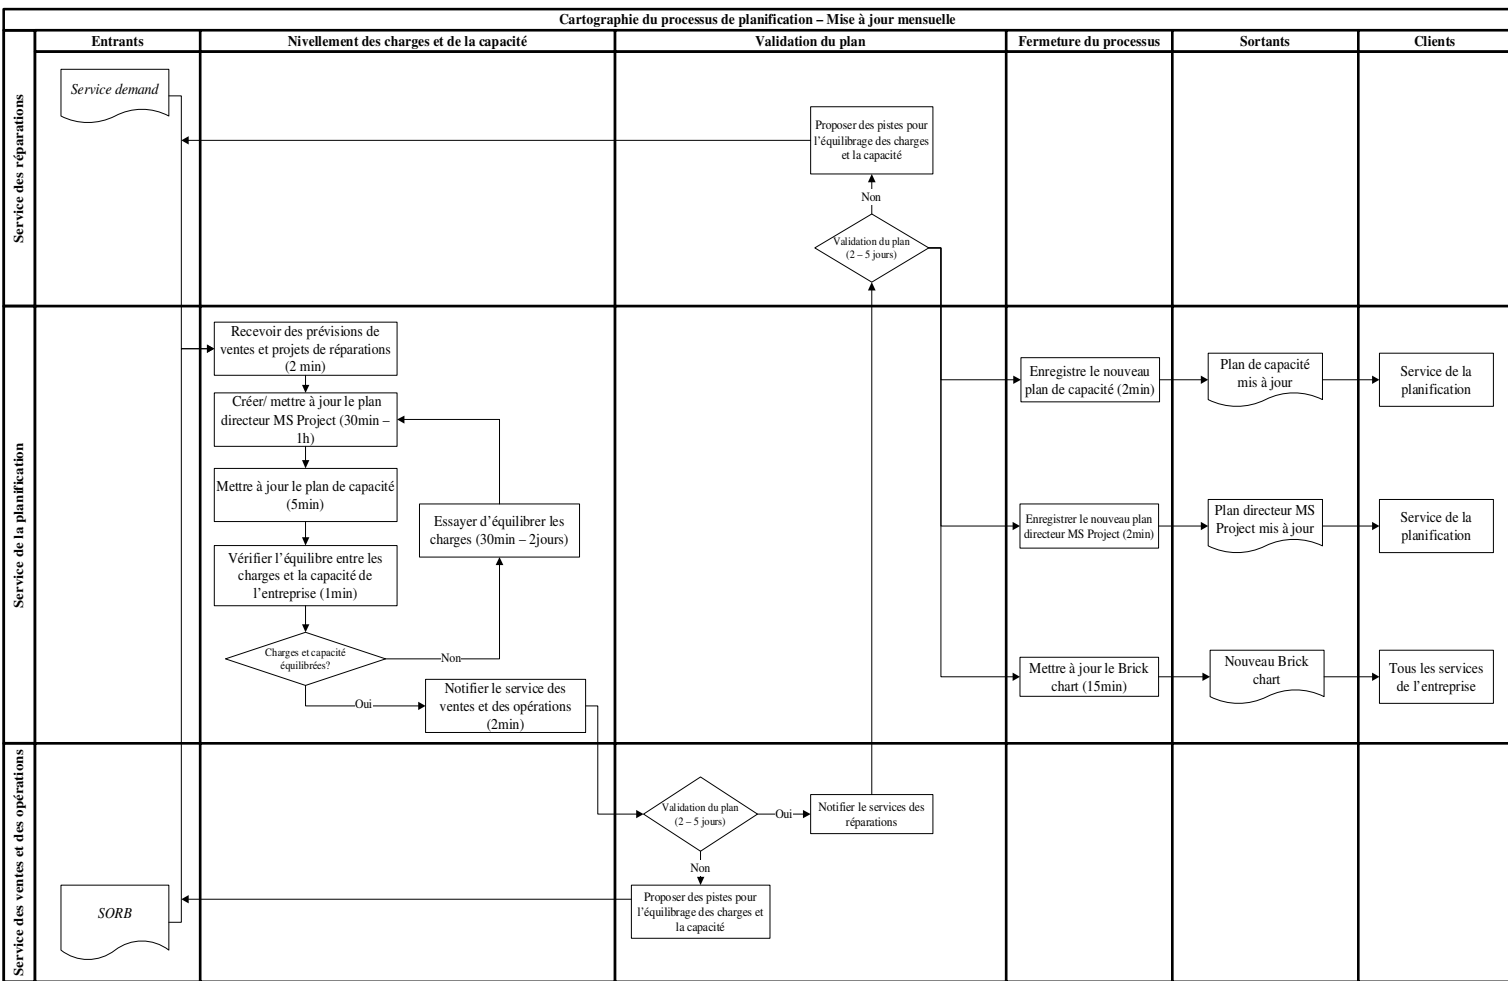 Cartographie du processus de planification – Mise à jour mensuelle
Entrants
Nivellement des charges et de la capacité
Validation du plan
Fermeture du processus
Sortants
Clients
Service des réparations
Service demand
Proposer des pistes pour
l’équilibrage des charges
et la capacité
Non
Validation du plan
(2 – 5 jours)
Service de la planification
Recevoir des prévisions de
ventes et projets de réparations
(2 min)
Créer/ mettre à jour le plan
directeur MS Project (30min –
1h)
Mettre à jour le plan de capacité
(5min)
Vérifier l’équilibre entre les
charges et la capacité de
l’entreprise (1min)
Charges et capacité
équilibrées?
Non
Essayer d’équilibrer les
charges (30min – 2jours)
Oui
Notifier le service des
ventes et des opérations
(2min)
Enregistre le nouveau
plan de capacité (2min)
Plan de capacité
mis à jour
Service de la
planification
Enregistrer le nouveau plan
directeur MS Project (2min)
Plan directeur MS
Project mis à jour
Service de la
planification
Mettre à jour le Brick
chart (15min)
Nouveau Brick
chart
Tous les services
de l’entreprise
Service des ventes et des opérations
SORB
Validation du plan
(2 – 5 jours)
Oui
Notifier le services des
réparations
Non
Proposer des pistes pour
l’équilibrage des charges et
la capacité